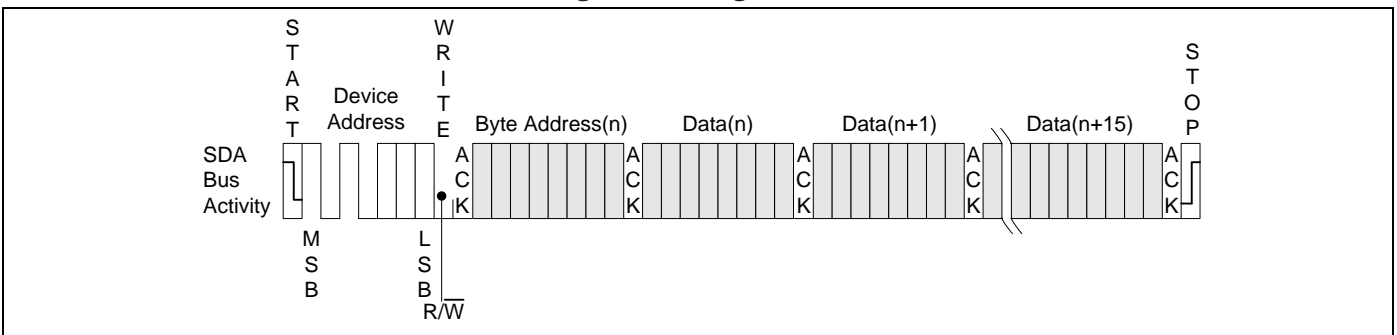 START
WRITE
STOP
Device
Address
Byte Address(n)
Data(n)
Data(n+1)
Data(n+15)
SDA
Bus
Activity
ACK
ACK
ACK
ACK
ACK
MSB
LSB
R/W̅